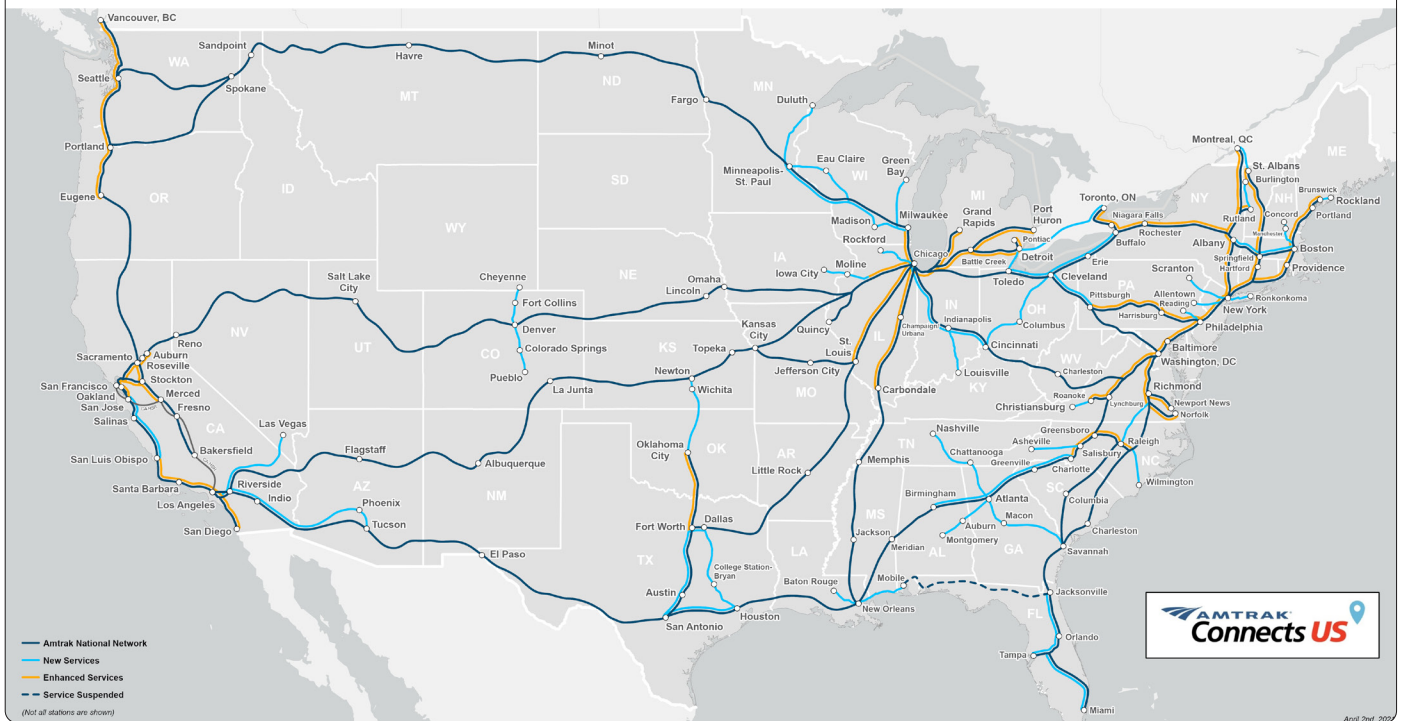 Vancouver, BC
Seattle
WA
Sandpoint
Spokane
Havre
MT
Minot
ND
Fargo
MN
Duluth
Portland
Eugene
OR
ID
WY
SD
Minneapolis-
St. Paul
Eau Claire
WI
Green
Bay
Madison
Milwaukee
Rockford
MI
Grand
Rapids
Port
Huron
Pontiac
Battle Creek
Detroit
Chicago
Toledo
Toronto, ON
Niagara Falls
Buffalo
Rochester
NY
Albany
Montreal, QC
St. Albans
Burlington
Rutland
NH
ME
Brunswick
Rockland
Portland
Concord
Manchester
Boston
Springfield
Hartford
Providence
Ronkonkoma
New York
Scranton
Allentown
Reading
Philadelphia
Harrisburg
PA
Pittsburgh
Erie
Cleveland
OH
Columbus
Cincinnati
IN
Indianapolis
Louisville
KY
WV
Charleston
Baltimore
Washington, DC
Richmond
Newport News
Norfolk
Roanoke
Lynchburg
Christiansburg
IA
Moline
Iowa City
Quincy
IL
Champaign
Urbana
Carbondale
St.
Louis
MO
Jefferson City
Kansas
City
Topeka
KS
Newton
Wichita
NE
Omaha
Lincoln
Cheyenne
Fort Collins
Denver
CO
Colorado Springs
Pueblo
La Junta
Salt Lake
City
UT
NV
Reno
Auburn
Roseville
Sacramento
Stockton
San Francisco
Oakland
San Jose
Merced
Fresno
Salinas
CA
Bakersfield
Las Vegas
San Luis Obispo
Santa Barbara
Los Angeles
Riverside
Indio
San Diego
Flagstaff
AZ
Phoenix
Tucson
Albuquerque
NM
El Paso
Oklahoma
City
OK
Fort Worth
Dallas
TX
College Station-
Bryan
Austin
San Antonio
Houston
AR
Little Rock
LA
Baton Rouge
New Orleans
Memphis
MS
Jackson
Meridian
Mobile
AL
Birmingham
Montgomery
Auburn
Atlanta
Macon
GA
TN
Nashville
Chattanooga
Asheville
Greenville
Greensboro
Salisbury
Charlotte
Raleigh
NC
Wilmington
SC
Columbia
Charleston
Savannah
Jacksonville
FL
Orlando
Tampa
Miami
Amtrak National Network
New Services
Enhanced Services
Service Suspended
(Not all stations are shown)
AMTRAK
Connects US